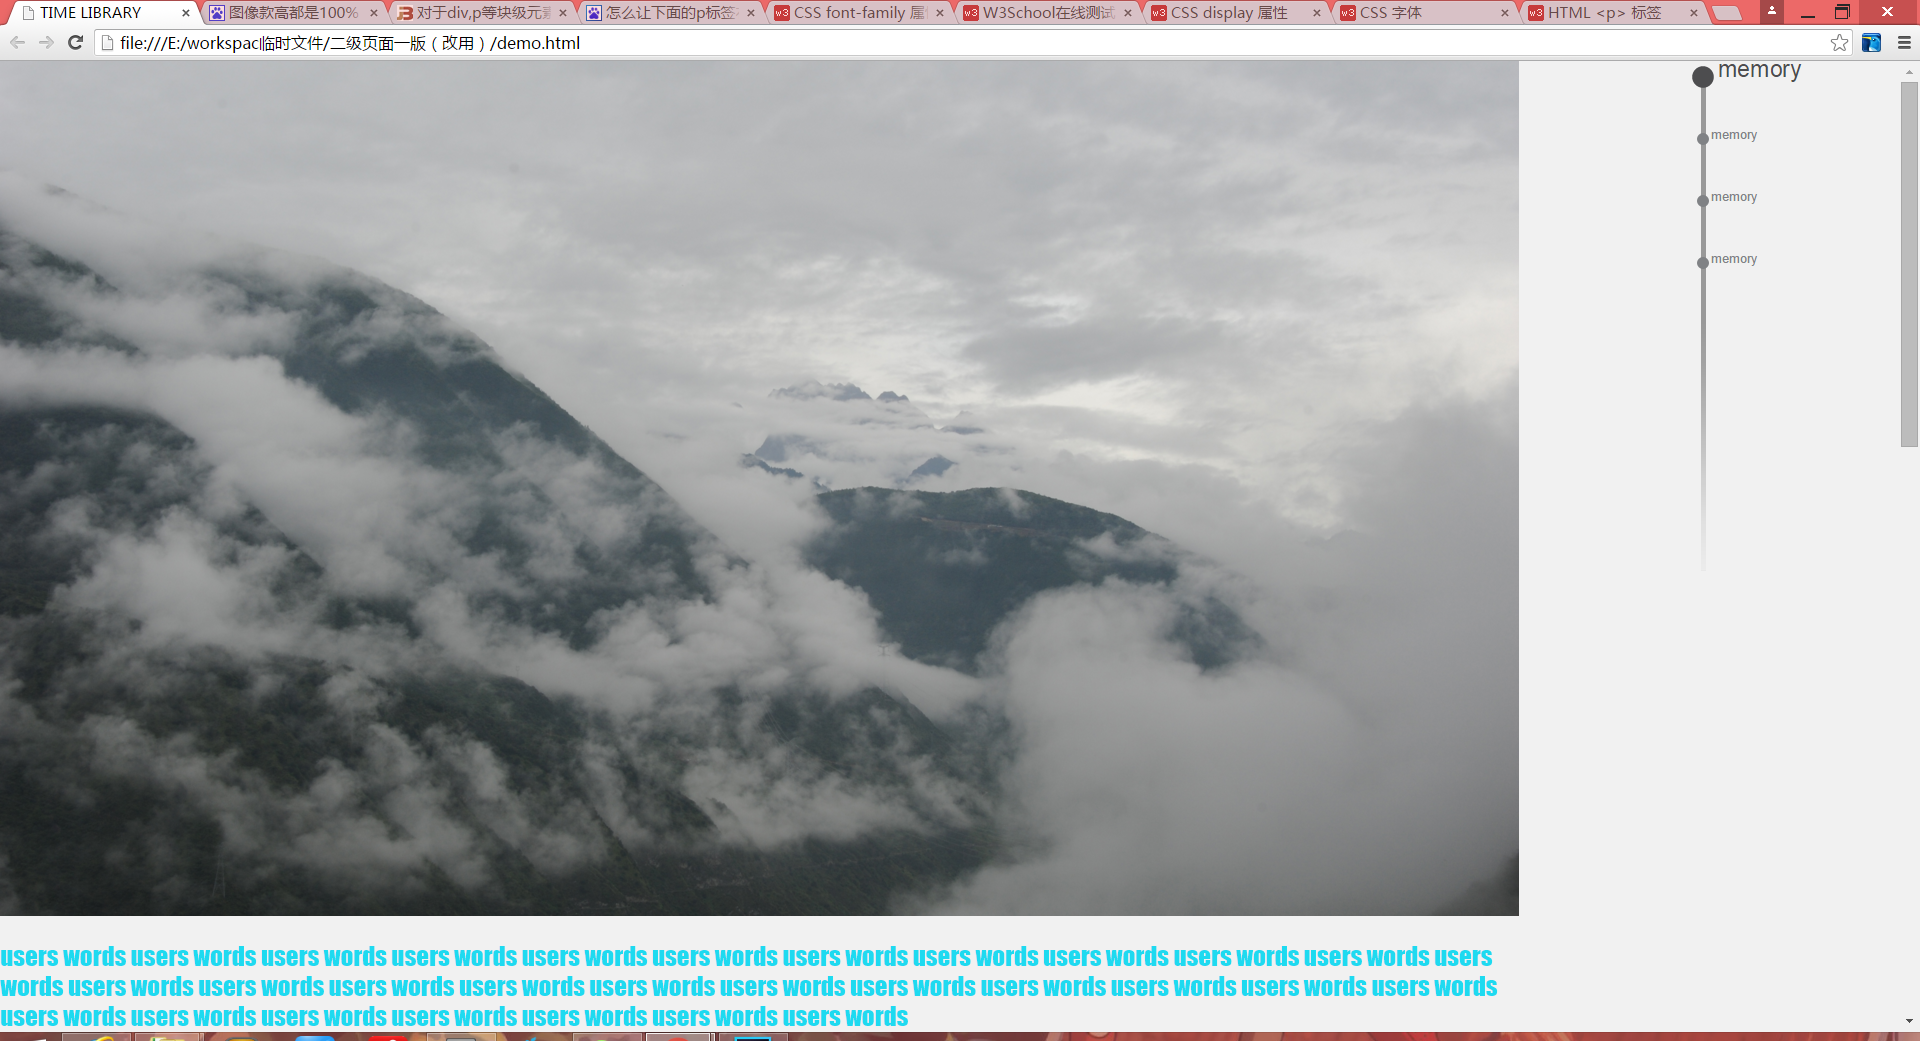 TIME LIBRARY
图像款高都是100%
对于div,p等块级元
怎么让下面的p标签
CSS font-family 属
W3School在线测试
CSS display 属性
CSS 字体
HTML <p> 标签
file:///E:/workspac临时文件/二级页面一版（改用）/demo.html
memory
memory
memory
memory
users words users words users words users words users words users words users words users words users words users words users words users
words users words users words users words users words users words users words users words users words users words users words users words
users words users words users words users words users words users words users words